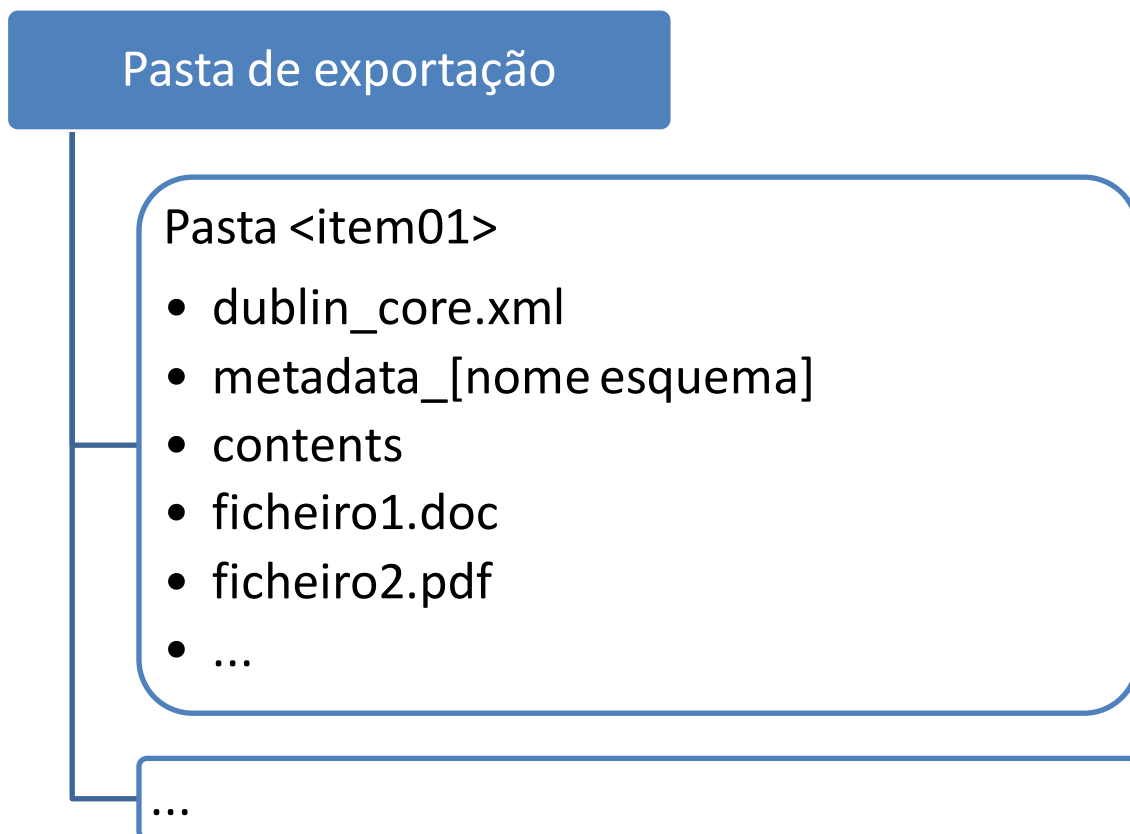 Pasta de exportação
Pasta <item01>
• dublin_core.xml
• metadata_[nome esquema]
• contents
• ficheiro1.doc
• ficheiro2.pdf
• ...
...